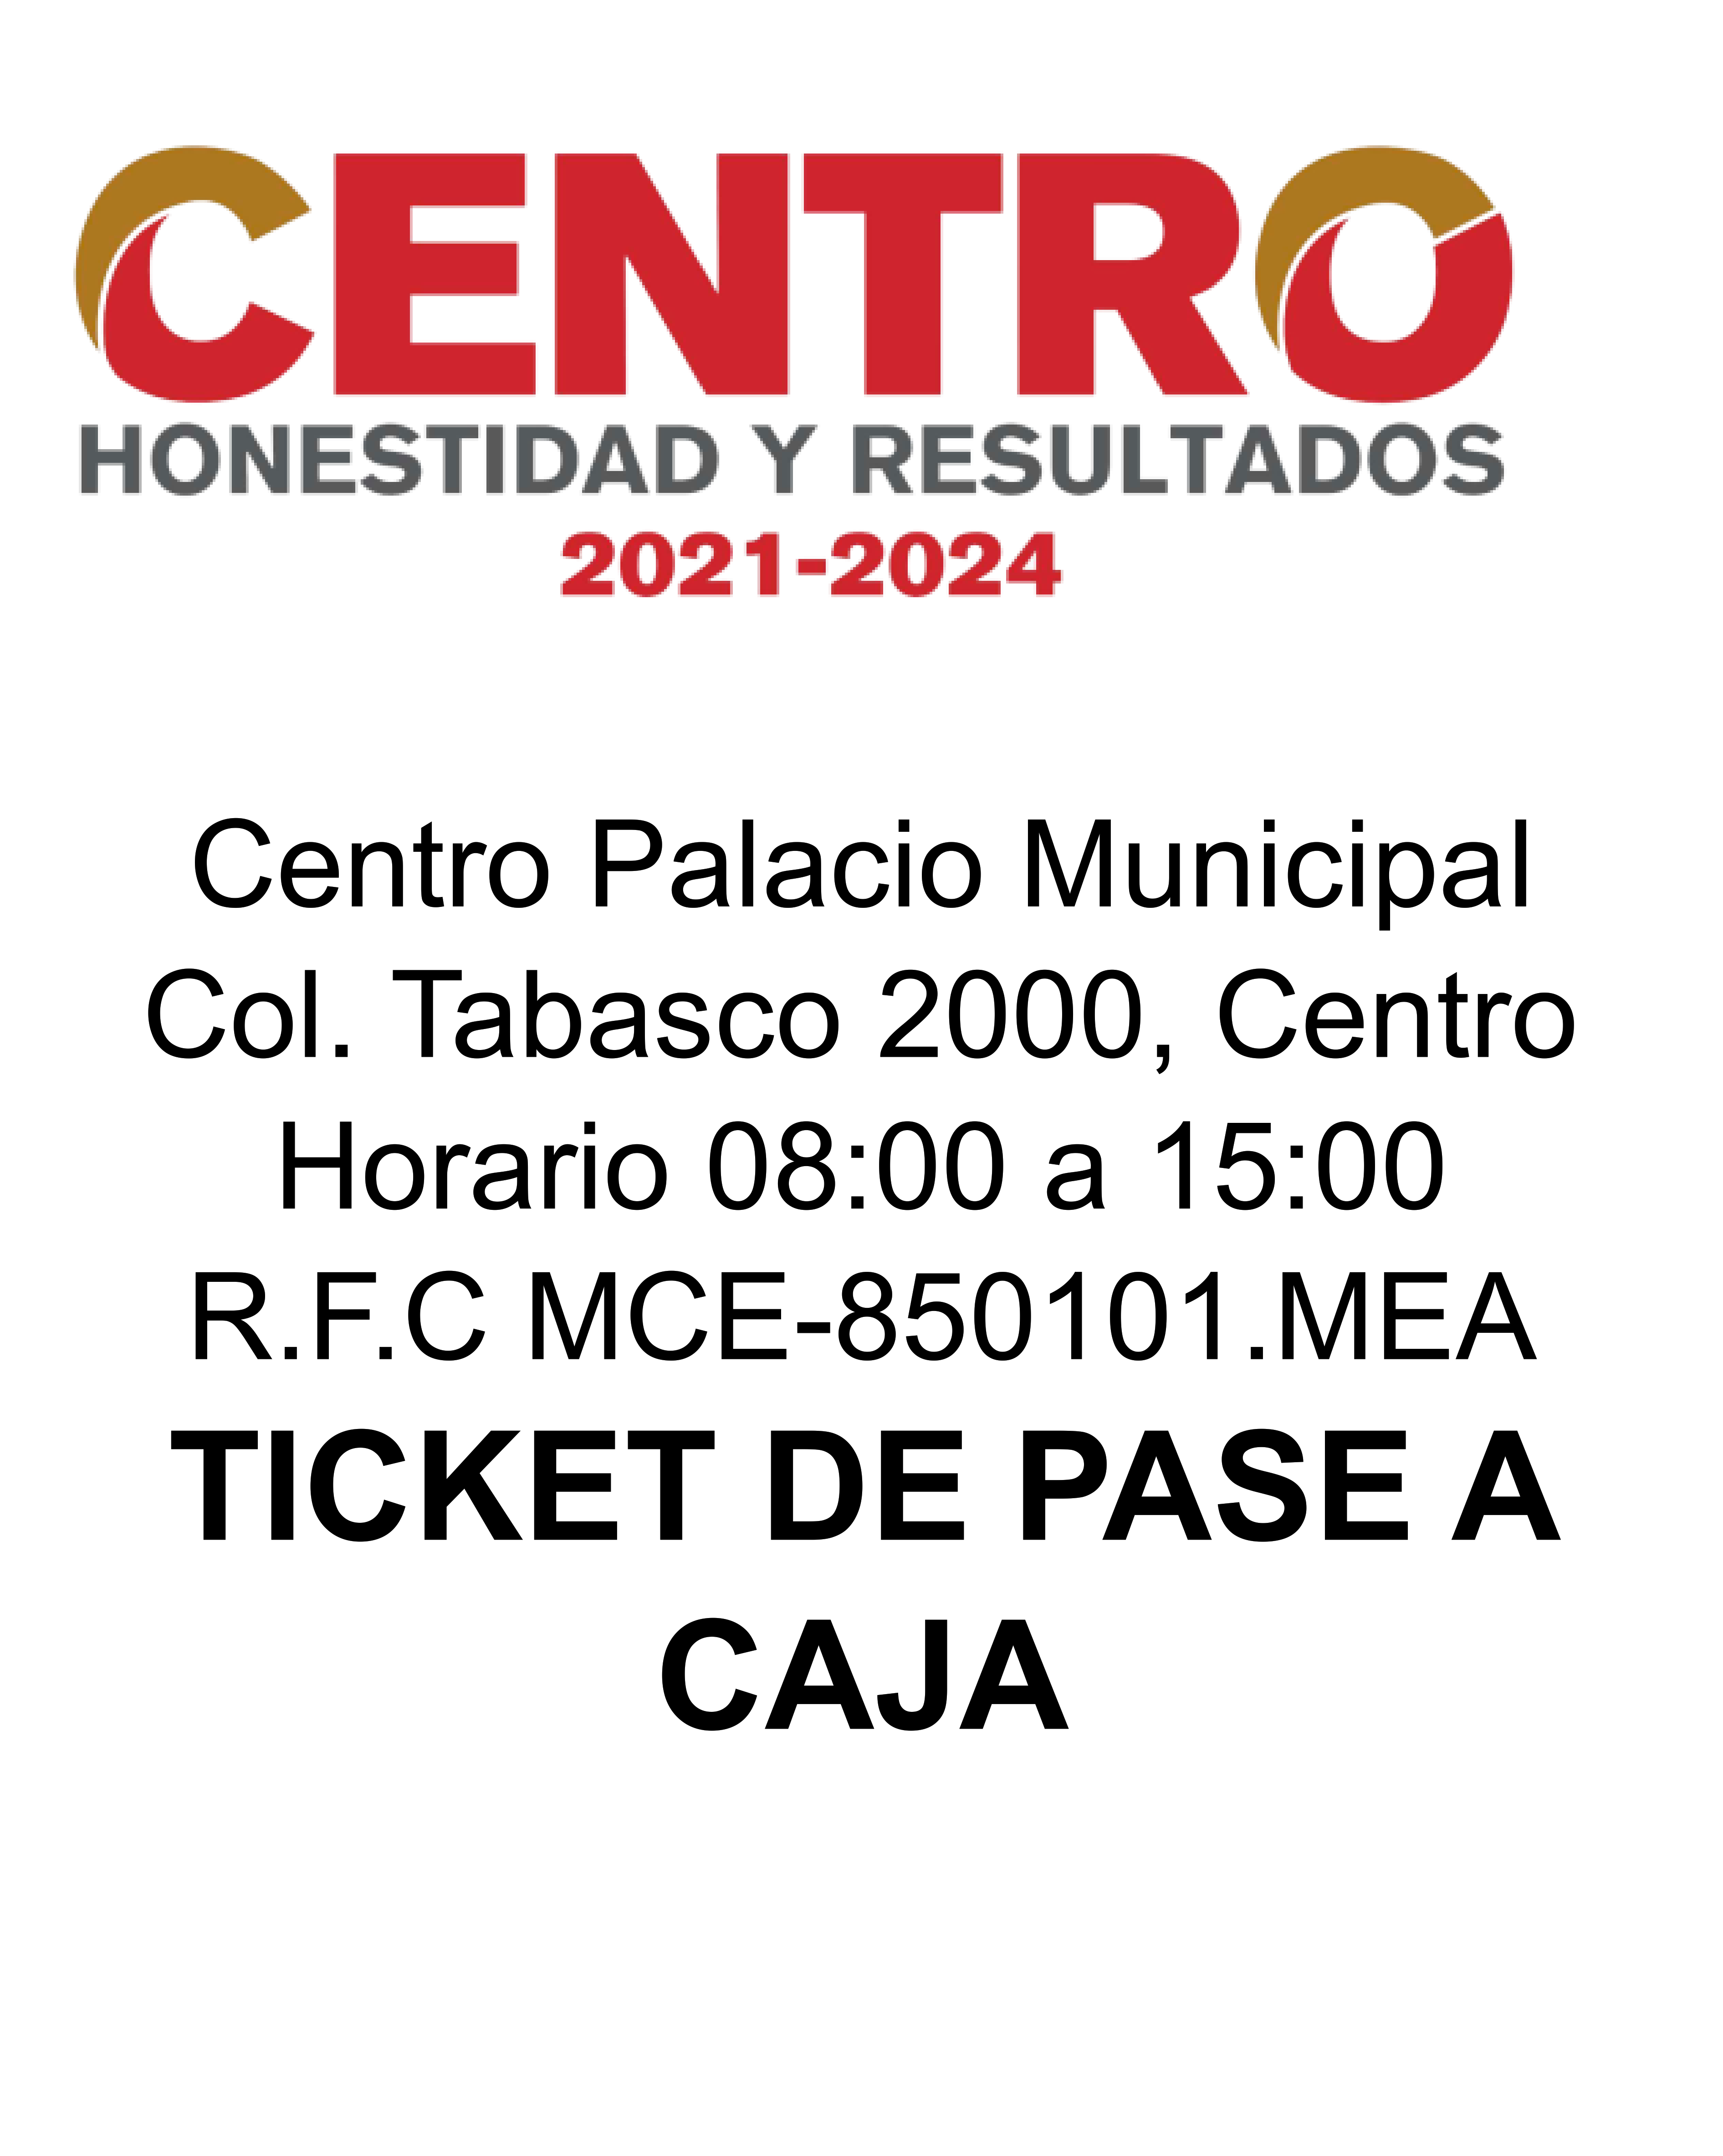 CENTRO
HONESTIDAD Y RESULTADOS
2021-2024
Centro Palacio Municipal
Col. Tabasco 2000, Centro
Horario 08:00 a 15:00
R.F.C MCE-850101.MEA
TICKET DE PASE A
CAJA